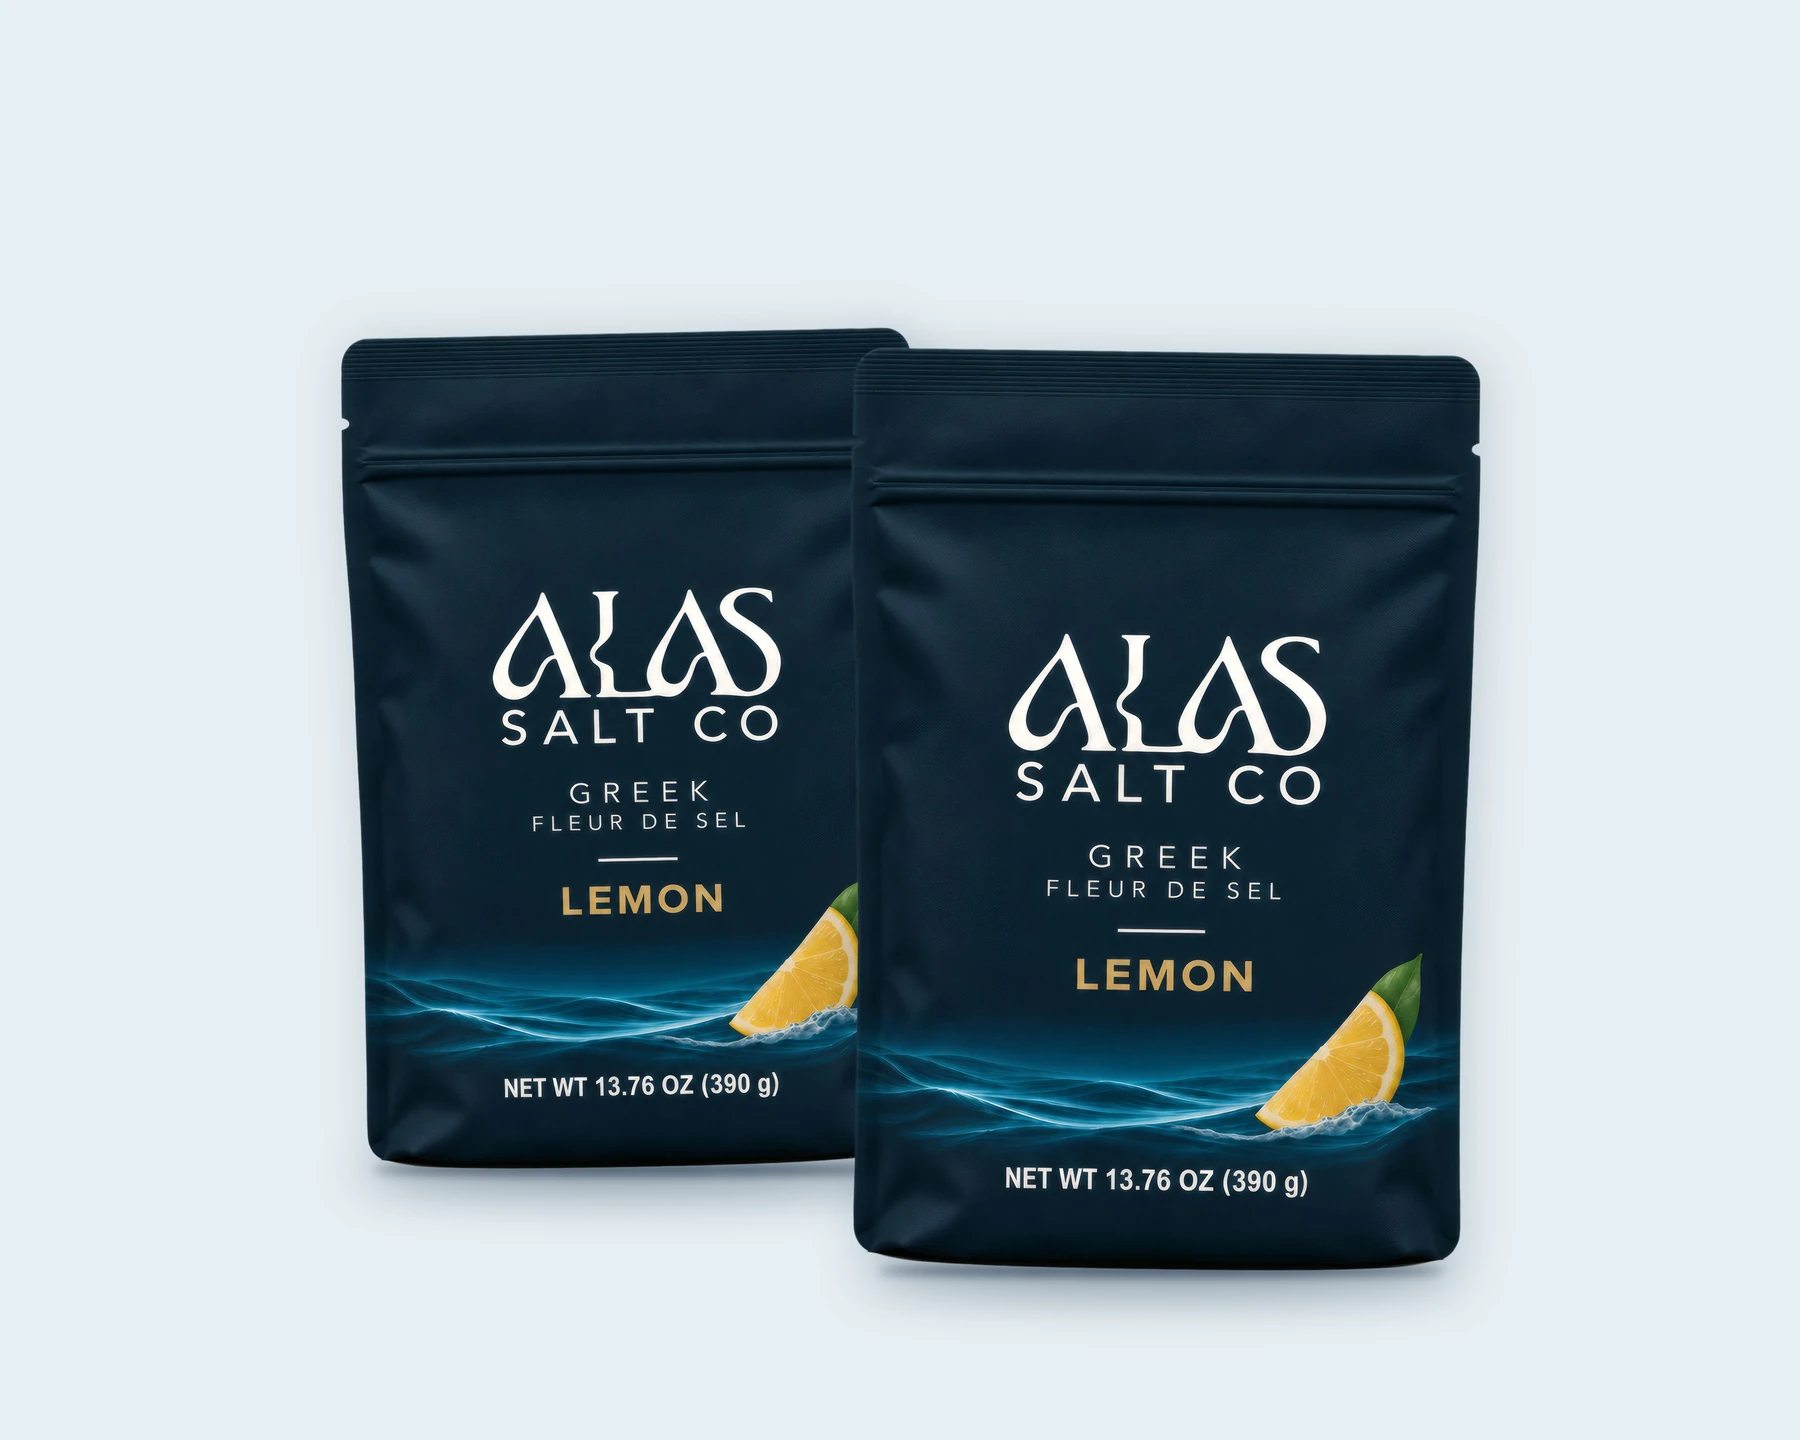 ALAS
SALT CO
GREEK
FLEUR DE SEL
LEMON
NET WT 13.76 OZ (390 g)
ALAS
SALT CO
GREEK
FLEUR DE SEL
LEMON
NET WT 13.76 OZ (390 g)